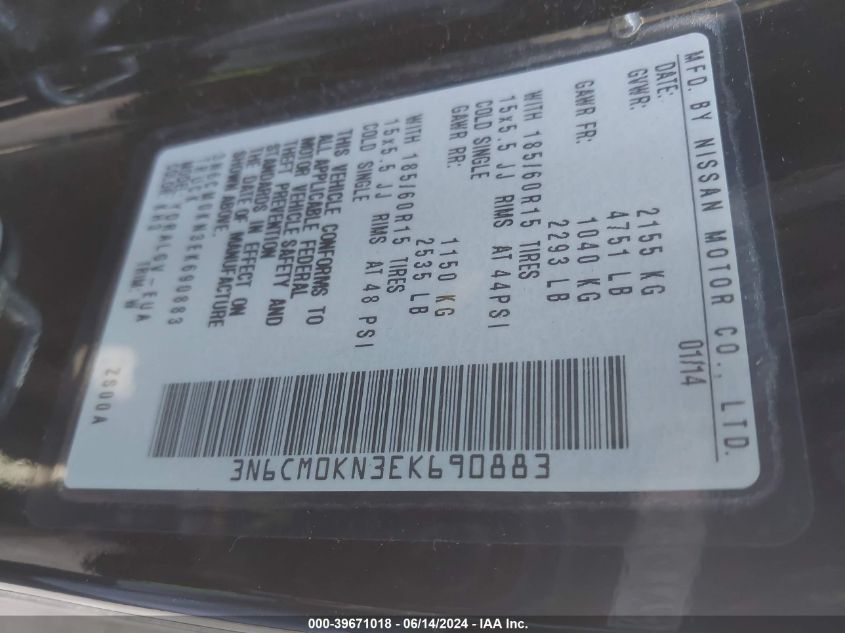 MFD. BY NISSAN MOTOR CO., LTD.
DATE: 01/14
GVWR: 2155 KG
4751 LB
GAWR FR: 1040 KG
2293 LB
WITH 185/60R15 TIRES
15x5.5 JJ RIMS AT 44PSI
COLD SINGLE
GAWR RR: 1150 KG
2535 LB
WITH 185/60R15 TIRES
15x5.5 JJ RIMS AT 48 PSI
COLD SINGLE
THIS VEHICLE CONFORMS TO
ALL APPLICABLE FEDERAL
MOTOR VEHICLE SAFETY AND
THEFT PREVENTION
STANDARDS IN EFFECT ON
THE DATE OF MANUFACTURE
SHOWN ABOVE.
3N6CM0KN3EK690883
TRUCK
KH3
ZS00A
3N6CM0KN3EK690883
000-39671018 - 06/14/2024 - IAA Inc.